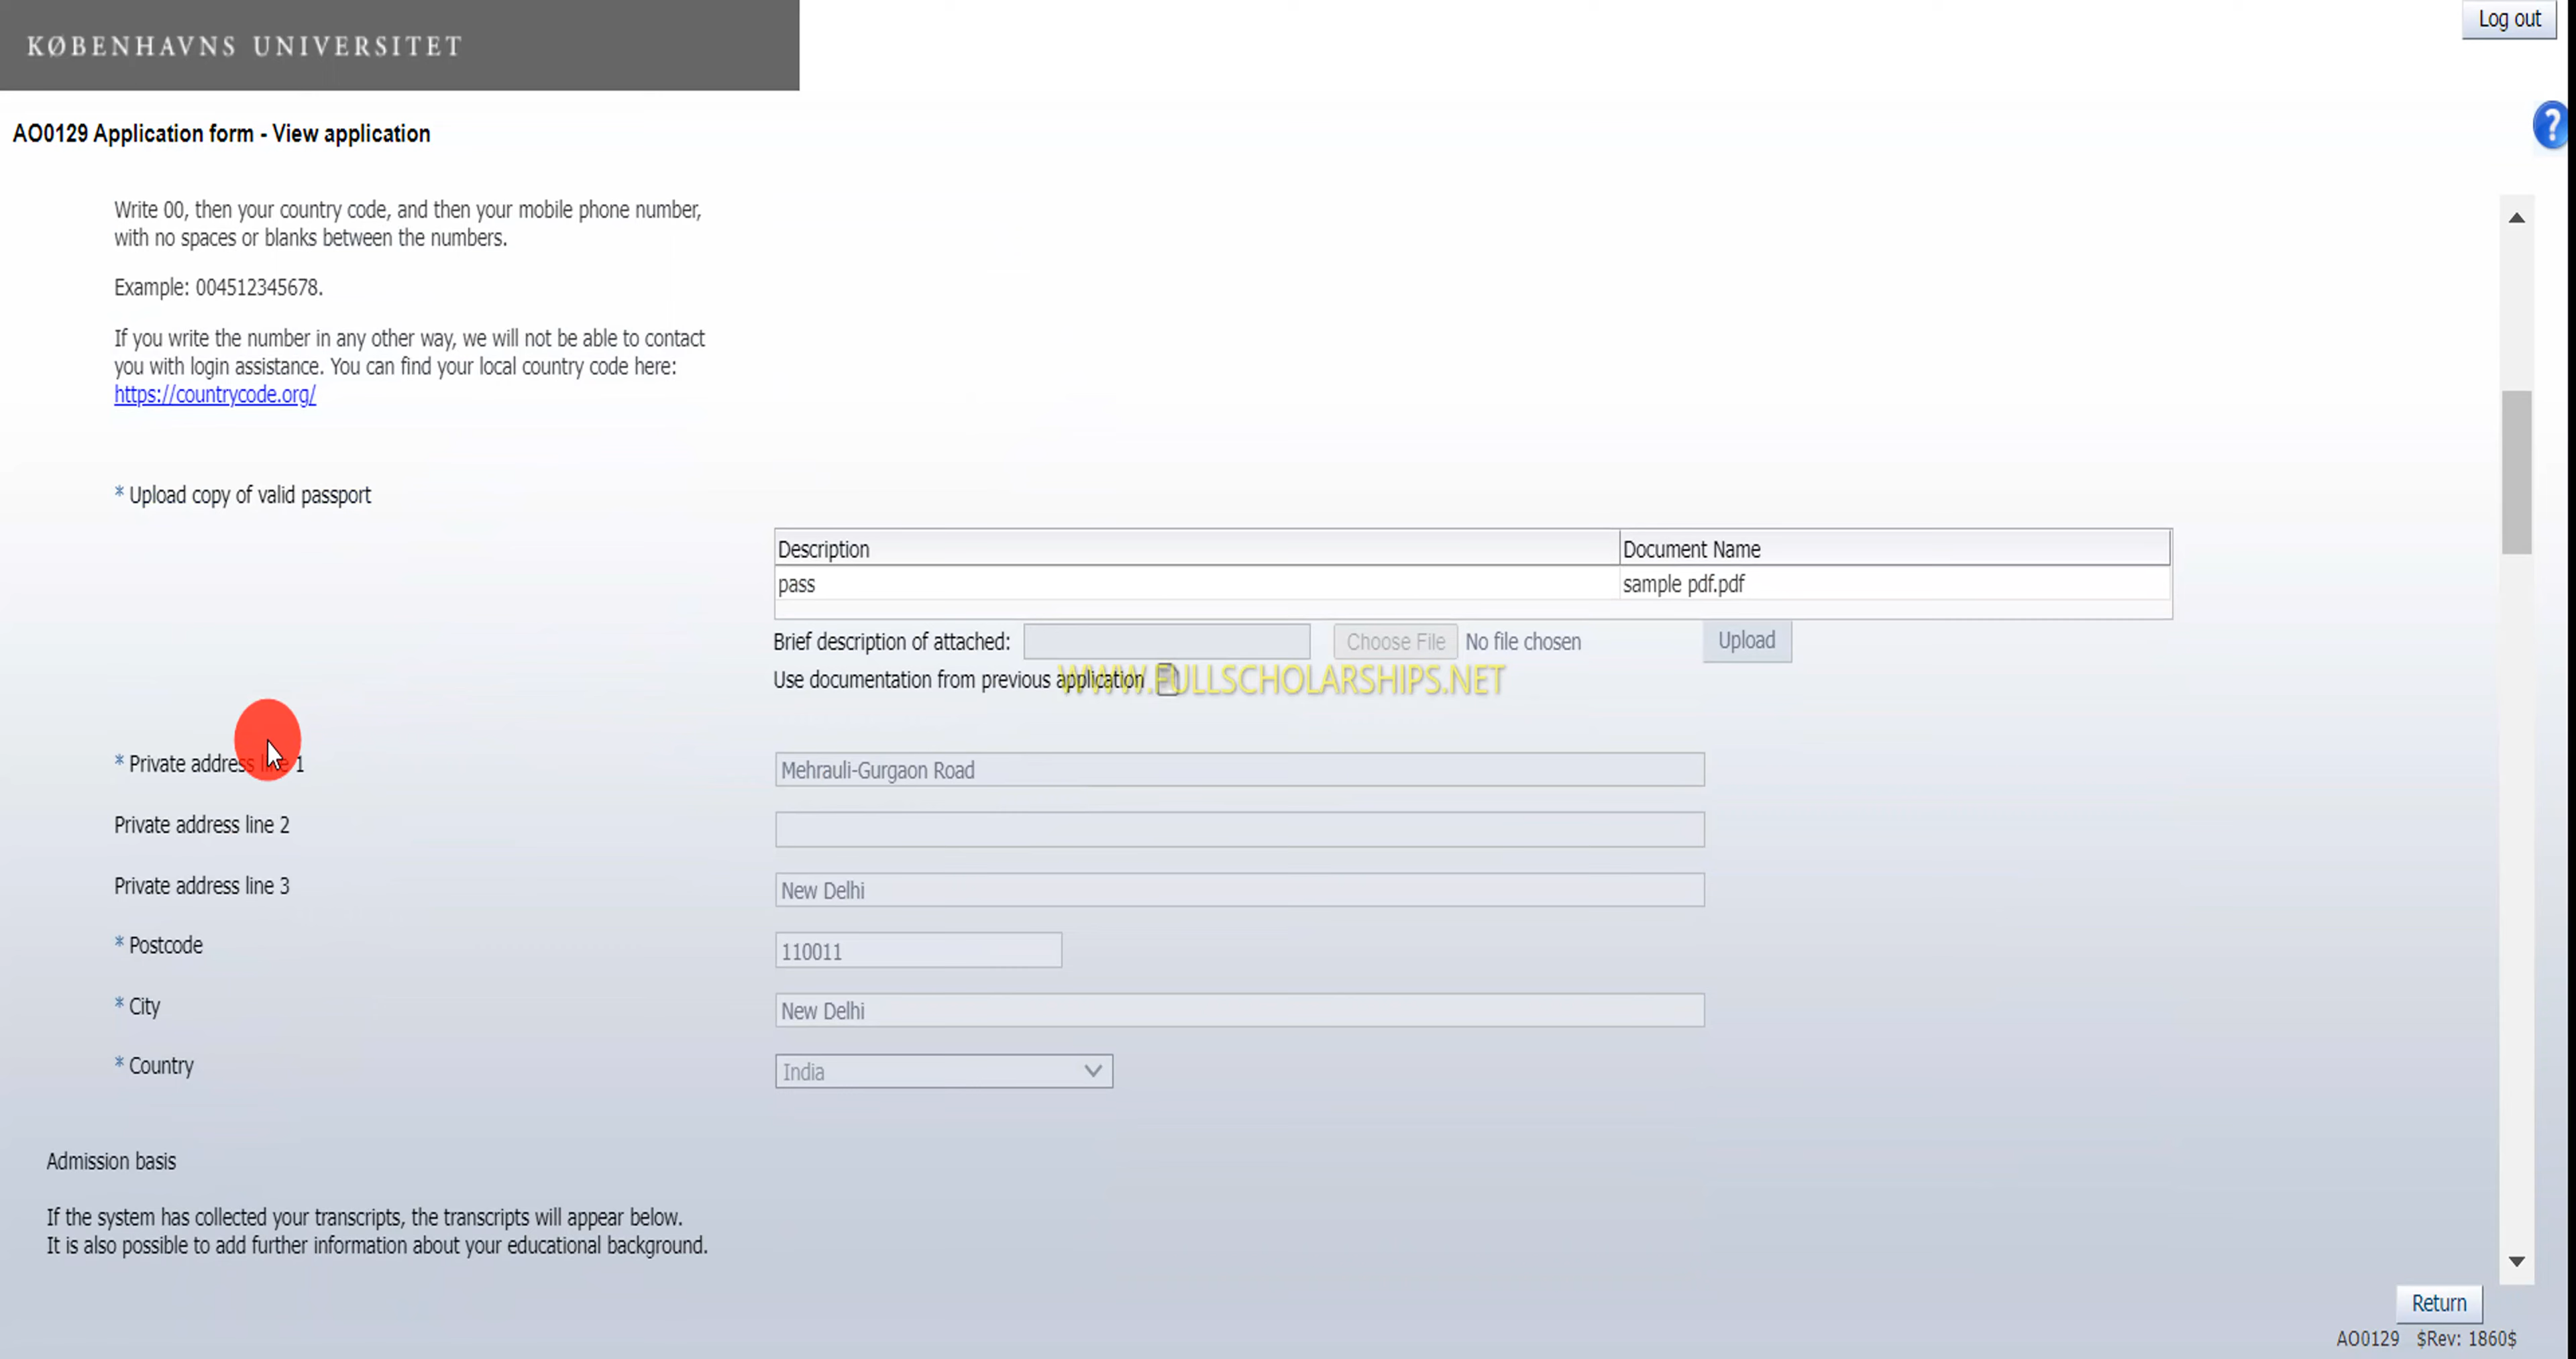 KØBENHAVNS UNIVERSITET
Log out
AO0129 Application form - View application
?
Write 00, then your country code, and then your mobile phone number,
with no spaces or blanks between the numbers.
Example: 004512345678.
If you write the number in any other way, we will not be able to contact
you with login assistance. You can find your local country code here:
https://countrycode.org/
* Upload copy of valid passport
Description Document Name
pass sample pdf.pdf
Brief description of attached: Choose File No file chosen Upload
Use documentation from previous application
WWW.FULLSCHOLARSHIPS.NET
* Private address line 1 Mehrauli-Gurgaon Road
Private address line 2
Private address line 3 New Delhi
* Postcode 110011
* City New Delhi
* Country India
Admission basis
If the system has collected your transcripts, the transcripts will appear below.
It is also possible to add further information about your educational background.
Return
AO0129 $Rev: 1860$